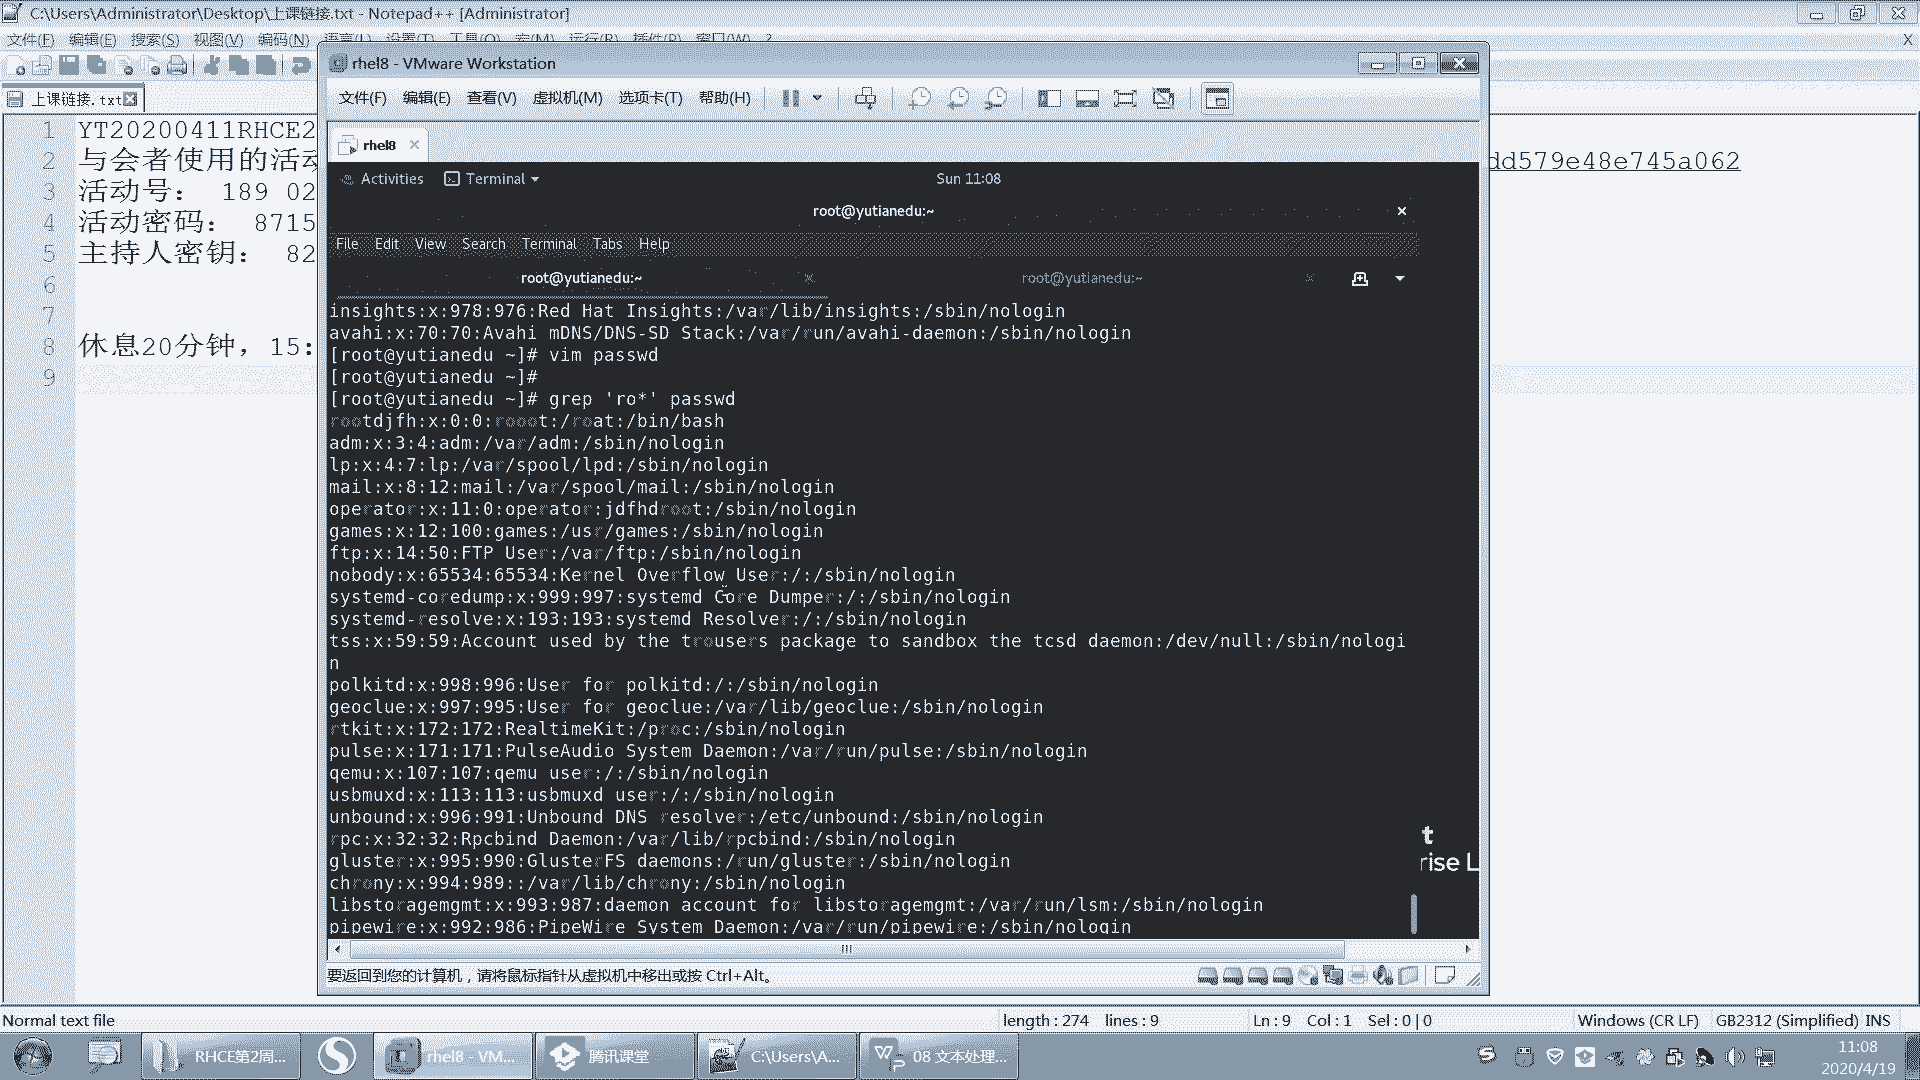 C:\Users\Administrator\Desktop\上课链接.txt - Notepad++ [Administrator]
文件(F) 编辑(E) 搜索(S) 视图(V) 编码(N) 语言(L) 设置(T) 工具(O) 宏(M) 运行(R) 插件(P) 窗口(W) ?
X
上课链接.txt
1 YT20200411RHCE2
2 与会者使用的活动
dd579e48e745a062
3 活动号： 189 02
4 活动密码： 8715
5 主持人密钥： 82
6
7
8 休息20分钟，15：
9
rhel8 - VMware Workstation
文件(F) 编辑(E) 查看(V) 虚拟机(M) 选项卡(T) 帮助(H)
rhel8
Activities Terminal Sun 11:08
root@yutianedu:~
File Edit View Search Terminal Tabs Help
root@yutianedu:~ root@yutianedu:~
insights:x:978:976:Red Hat Insights:/var/lib/insights:/sbin/nologin
avahi:x:70:70:Avahi mDNS/DNS-SD Stack:/var/run/avahi-daemon:/sbin/nologin
[root@yutianedu ~]# vim passwd
[root@yutianedu ~]#
[root@yutianedu ~]# grep 'ro*' passwd
rootdjfh:x:0:0:rooot:/roat:/bin/bash
adm:x:3:4:adm:/var/adm:/sbin/nologin
lp:x:4:7:lp:/var/spool/lpd:/sbin/nologin
mail:x:8:12:mail:/var/spool/mail:/sbin/nologin
operator:x:11:0:operator:jdfhdroot:/sbin/nologin
games:x:12:100:games:/usr/games:/sbin/nologin
ftp:x:14:50:FTP User:/var/ftp:/sbin/nologin
nobody:x:65534:65534:Kernel Overflow User:/:/sbin/nologin
systemd-coredump:x:999:997:systemd Core Dumper:/:/sbin/nologin
systemd-resolve:x:193:193:systemd Resolver:/:/sbin/nologin
tss:x:59:59:Account used by the trousers package to sandbox the tcsd daemon:/dev/null:/sbin/nologi
n
polkitd:x:998:996:User for polkitd:/:/sbin/nologin
geoclue:x:997:995:User for geoclue:/var/lib/geoclue:/sbin/nologin
rtkit:x:172:172:RealtimeKit:/proc:/sbin/nologin
pulse:x:171:171:PulseAudio System Daemon:/var/run/pulse:/sbin/nologin
qemu:x:107:107:qemu user:/:/sbin/nologin
usbmuxd:x:113:113:usbmuxd user:/:/sbin/nologin
unbound:x:996:991:Unbound DNS resolver:/etc/unbound:/sbin/nologin
rpc:x:32:32:Rpcbind Daemon:/var/lib/rpcbind:/sbin/nologin
gluster:x:995:990:GlusterFS daemons:/run/gluster:/sbin/nologin
chrony:x:994:989::/var/lib/chrony:/sbin/nologin
libstoragemgmt:x:993:987:daemon account for libstoragemgmt:/var/run/lsm:/sbin/nologin
pipewire:x:992:986:PipeWire System Daemon:/var/run/pipewire:/sbin/nologin
t
rise L
要返回到您的计算机，请将鼠标指针从虚拟机中移出或按 Ctrl+Alt。
Normal text file length : 274 lines : 9 Ln : 9 Col : 1 Sel : 0 | 0 Windows (CR LF) GB2312 (Simplified) INS
RHCE第2周... rhel8 - VM... 腾讯课堂 C:\Users\A... 08 文本处理...
11:08
2020/4/19